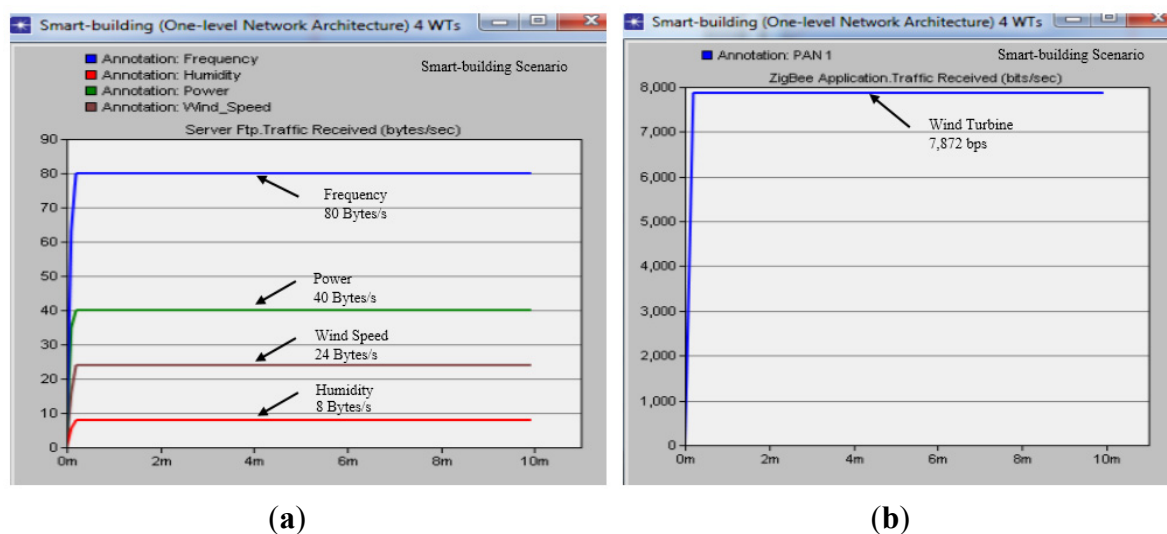 Smart-building (One-level Network Architecture) 4 WTs
Annotation: Frequency
Annotation: Humidity
Annotation: Power
Annotation: Wind_Speed
Smart-building Scenario
Server Ftp.Traffic Received (bytes/sec)
90
80
70
60
50
40
30
20
10
0
Frequency
80 Bytes/s
Power
40 Bytes/s
Wind Speed
24 Bytes/s
Humidity
8 Bytes/s
0m 2m 4m 6m 8m 10m
(a)
Smart-building (One-level Network Architecture) 4 WTs
Annotation: PAN 1
Smart-building Scenario
ZigBee Application.Traffic Received (bits/sec)
8,000
7,000
6,000
5,000
4,000
3,000
2,000
1,000
0
Wind Turbine
7,872 bps
0m 2m 4m 6m 8m 10m
(b)